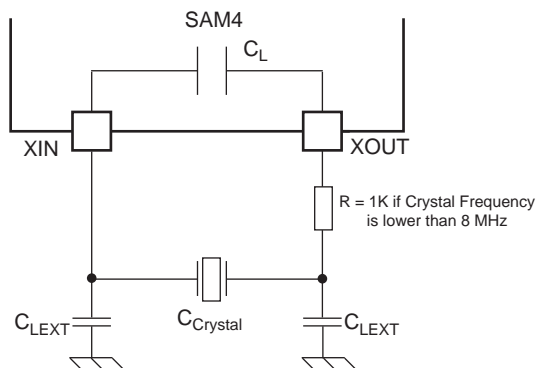 SAM4
CL
XIN
XOUT
R = 1K if Crystal Frequency
is lower than 8 MHz
CLEXT
CCrystal
CLEXT